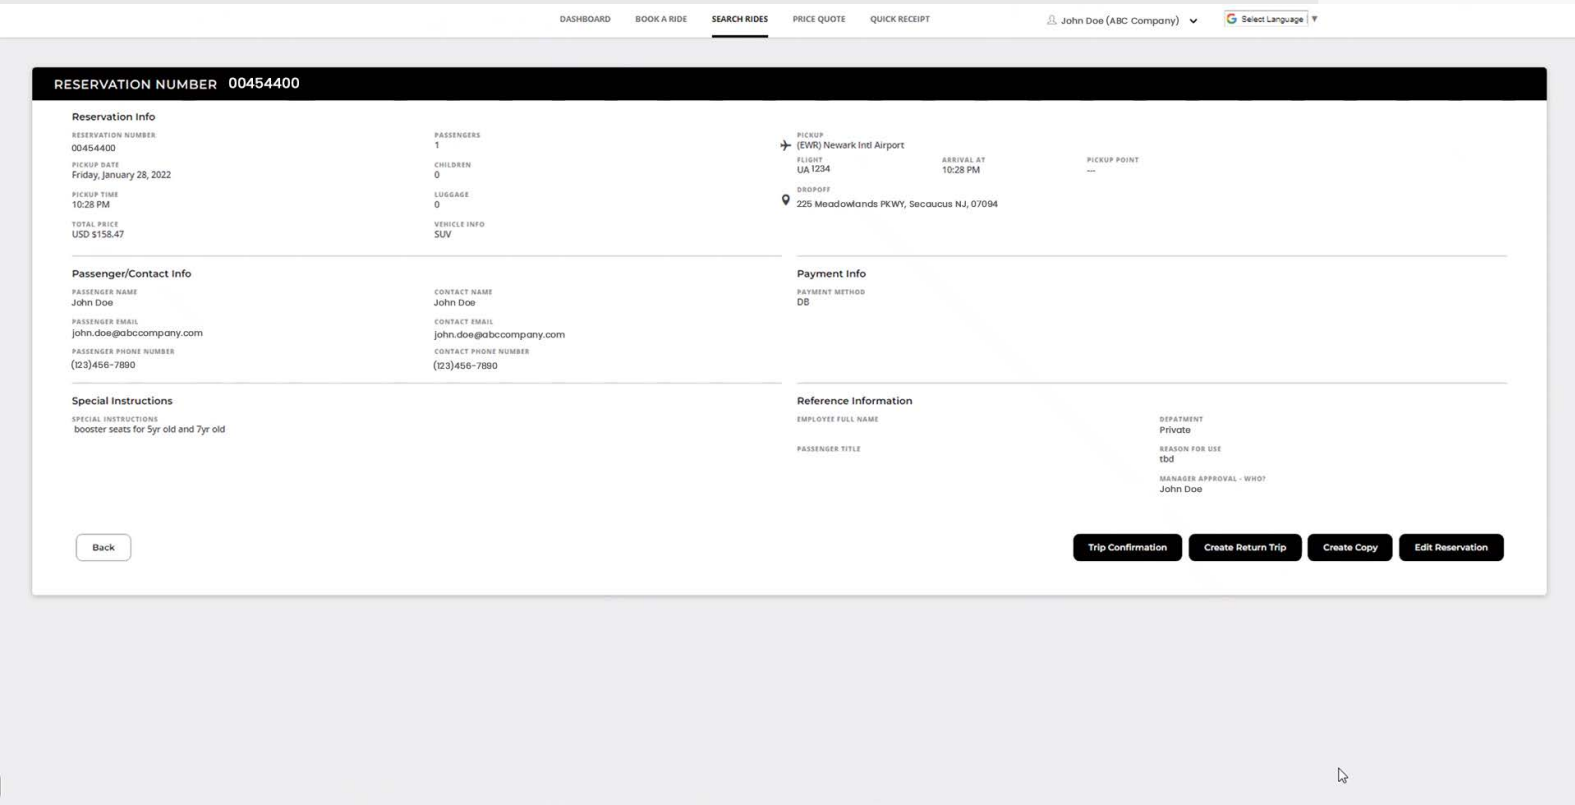 DASHBOARD BOOK A RIDE SEARCH RIDES PRICE QUOTE QUICK RECEIPT John Doe (ABC Company) Select Language
RESERVATION NUMBER 00454400
Reservation Info
RESERVATION NUMBER
00454400
PICKUP DATE
Friday, January 28, 2022
PICKUP TIME
10:28 PM
TOTAL PRICE
USD $158.47
PASSENGERS
1
CHILDREN
0
LUGGAGE
0
VEHICLE INFO
SUV
PICKUP
(EWR) Newark Intl Airport
FLIGHT ARRIVAL AT PICKUP POINT
UA 1234 10:28 PM ---
DROPOFF
225 Meadowlands PKWY, Secaucus NJ, 07094
Passenger/Contact Info
PASSENGER NAME
John Doe
PASSENGER EMAIL
john.doe@abccompany.com
PASSENGER PHONE NUMBER
(123)456-7890
CONTACT NAME
John Doe
CONTACT EMAIL
john.doe@abccompany.com
CONTACT PHONE NUMBER
(123)456-7890
Payment Info
PAYMENT METHOD
DB
Special Instructions
SPECIAL INSTRUCTIONS
booster seats for 5yr old and 7yr old
Reference Information
EMPLOYEE FULL NAME
PASSENGER TITLE
DEPATMENT
Private
REASON FOR USE
tbd
MANAGER APPROVAL - WHO?
John Doe
Back Trip Confirmation Create Return Trip Create Copy Edit Reservation